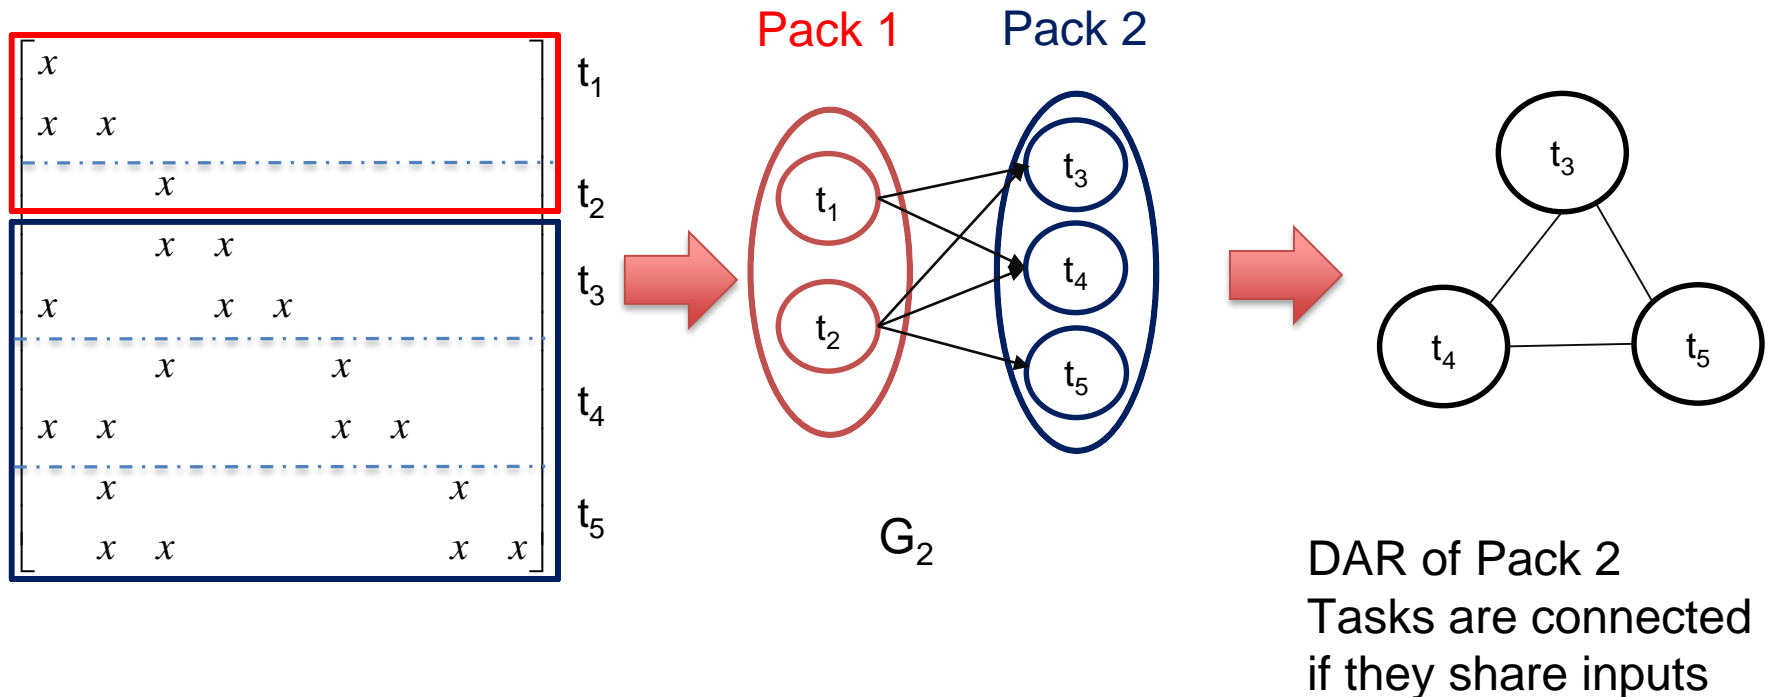 Pack 1 Pack 2
x
t1
x x
x
t2
x x
t3
x x x
x x
t4
x x x x
x x
t5
x x x x
t1
t2
t3
t4
t5
G2
t3
t4
t5
DAR of Pack 2
Tasks are connected
if they share inputs